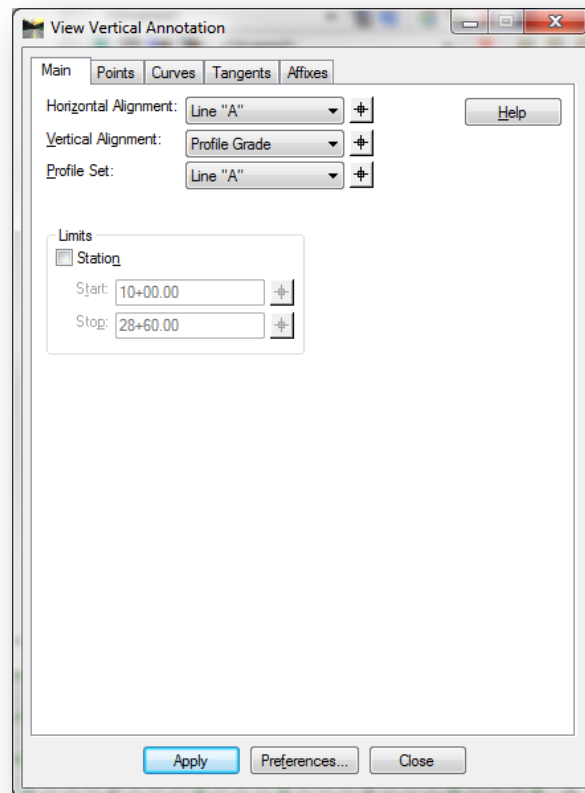 View Vertical Annotation
Main Points Curves Tangents Affixes
Horizontal Alignment: Line "A" Help
Vertical Alignment: Profile Grade
Profile Set: Line "A"
Limits
Station
Start: 10+00.00
Stop: 28+60.00
Apply Preferences... Close